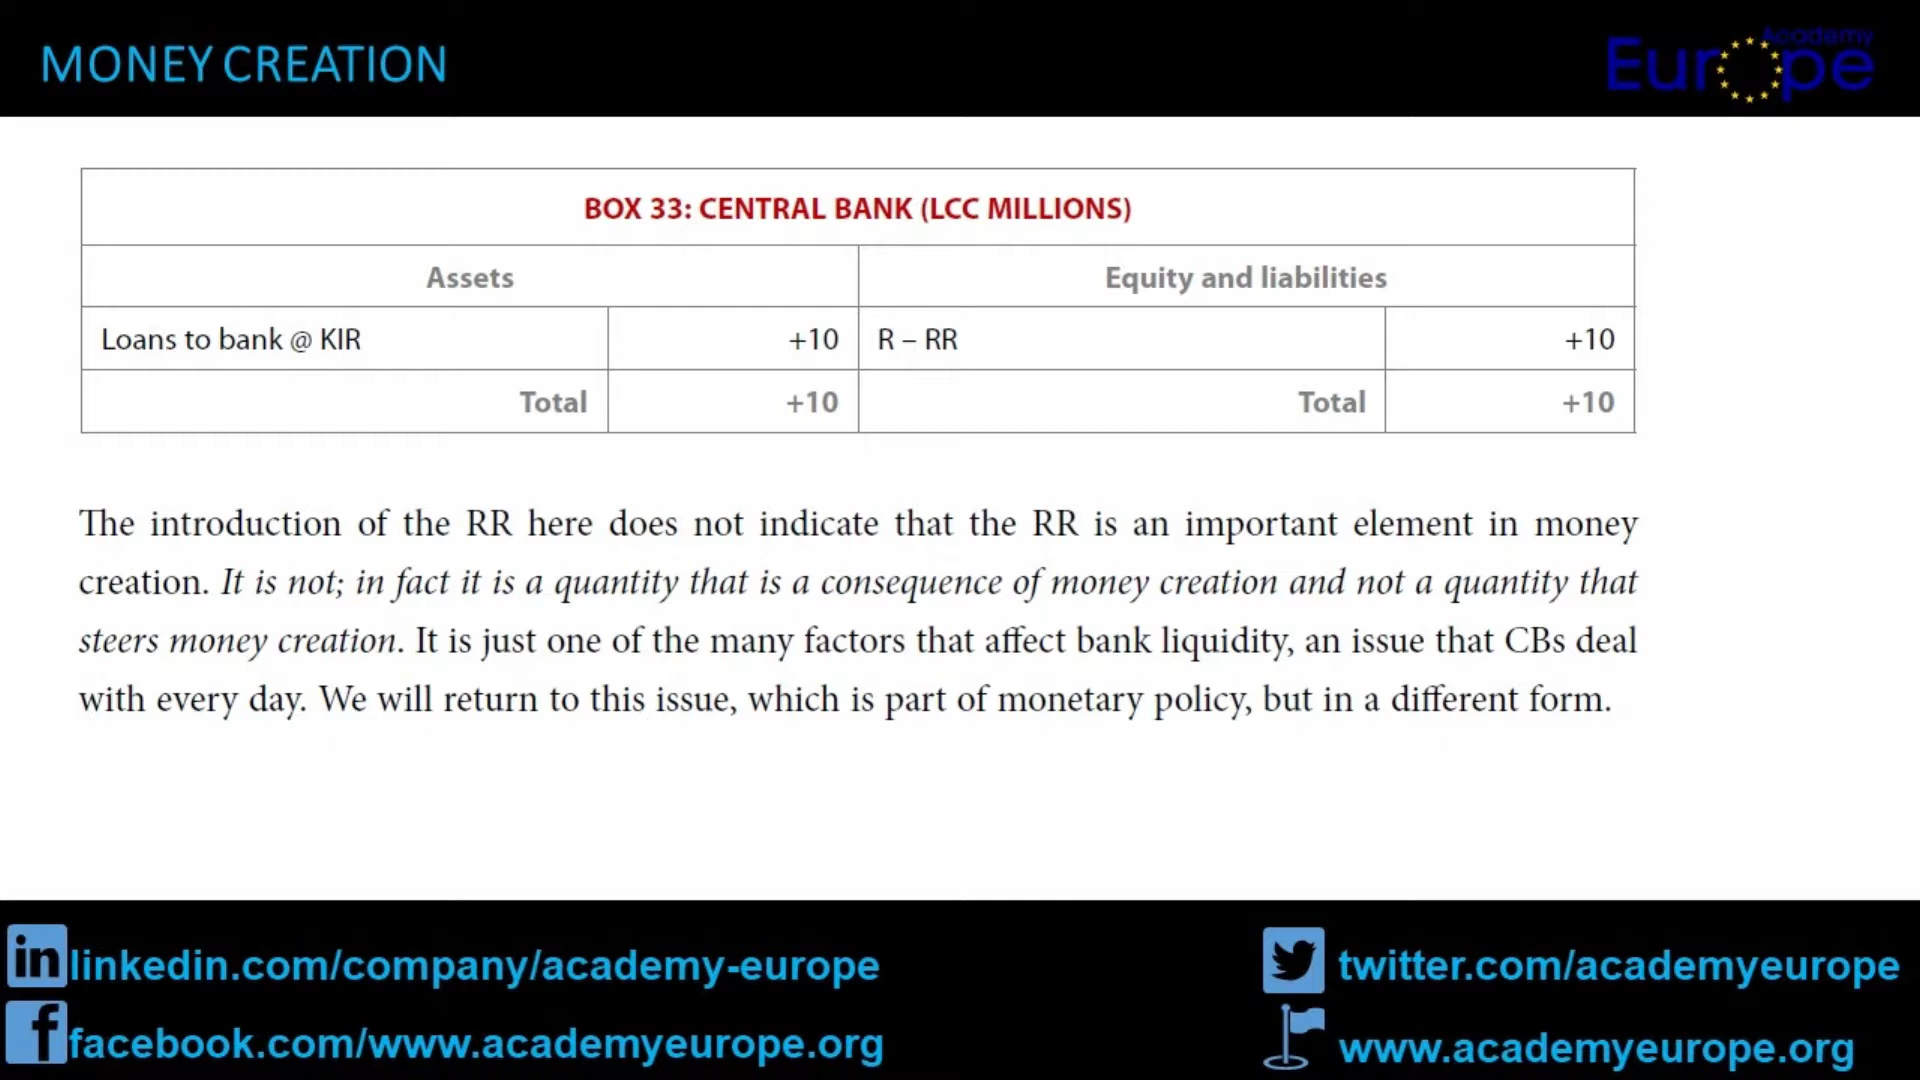 MONEY CREATION
Academy
Europe
BOX 33: CENTRAL BANK (LCC MILLIONS)
Assets Equity and liabilities
Loans to bank @ KIR +10 R – RR +10
Total +10 Total +10
The introduction of the RR here does not indicate that the RR is an important element in money
creation. It is not; in fact it is a quantity that is a consequence of money creation and not a quantity that
steers money creation. It is just one of the many factors that affect bank liquidity, an issue that CBs deal
with every day. We will return to this issue, which is part of monetary policy, but in a different form.
in linkedin.com/company/academy-europe
twitter.com/academyeurope
f facebook.com/www.academyeurope.org
www.academyeurope.org